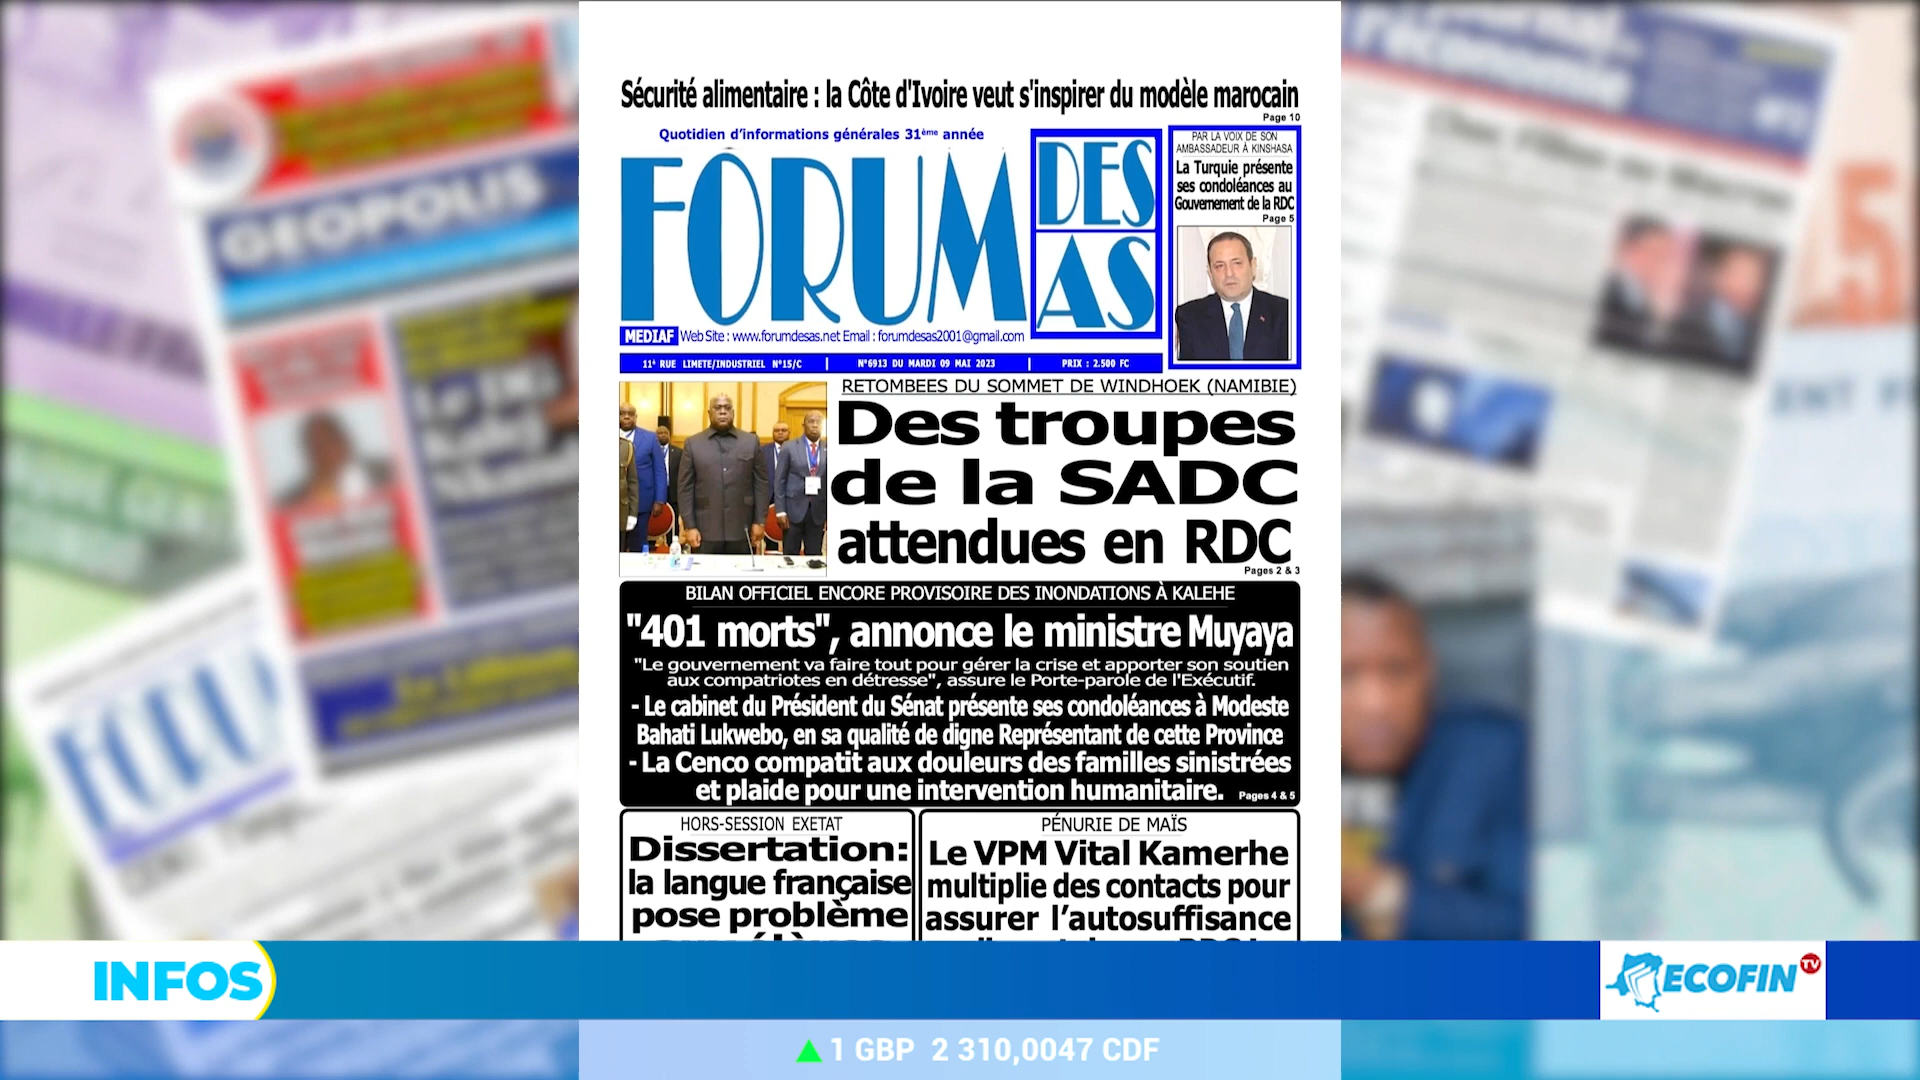 Sécurité alimentaire : la Côte d'Ivoire veut s'inspirer du modèle marocain
Page 10
Quotidien d'informations générales 31ème année
FORUM
DES
AS
MEDIAF Web Site : www.forumdesas.net Email : forumdesas2001@gmail.com
PAR LA VOIX DE SON
AMBASSADEUR À KINSHASA
La Turquie présente
ses condoléances au
Gouvernement de la RDC
Page 5
11è RUE LIMETE/INDUSTRIEL N°15/C | N°6913 DU MARDI 09 MAI 2023 | PRIX : 2.500 FC
RETOMBEES DU SOMMET DE WINDHOEK (NAMIBIE)
Des troupes
de la SADC
attendues en RDC
Pages 2 & 3
BILAN OFFICIEL ENCORE PROVISOIRE DES INONDATIONS À KALEHE
"401 morts", annonce le ministre Muyaya
"Le gouvernement va faire tout pour gérer la crise et apporter son soutien
aux compatriotes en détresse", assure le Porte-parole de l'Exécutif.
- Le cabinet du Président du Sénat présente ses condoléances à Modeste
Bahati Lukwebo, en sa qualité de digne Représentant de cette Province
- La Cenco compatit aux douleurs des familles sinistrées
et plaide pour une intervention humanitaire. Pages 4 & 5
HORS-SESSION EXETAT
Dissertation:
la langue française
pose problème
PÉNURIE DE MAÏS
Le VPM Vital Kamerhe
multiplie des contacts pour
assurer l'autosuffisance
GEOPOLIS
FORU
l'économie
INFOS
ECOFIN TV
1 GBP 2 310,0047 CDF